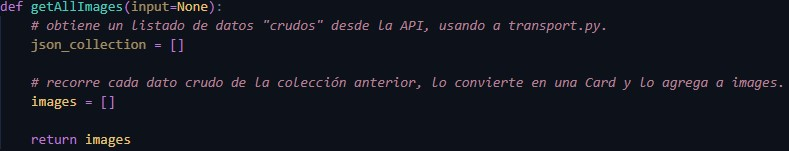 def getAllImages(input=None):
    # obtiene un listado de datos "crudos" desde la API, usando a transport.py.
    json_collection = []

    # recorre cada dato crudo de la colección anterior, lo convierte en una Card y lo agrega a images.
    images = []

    return images